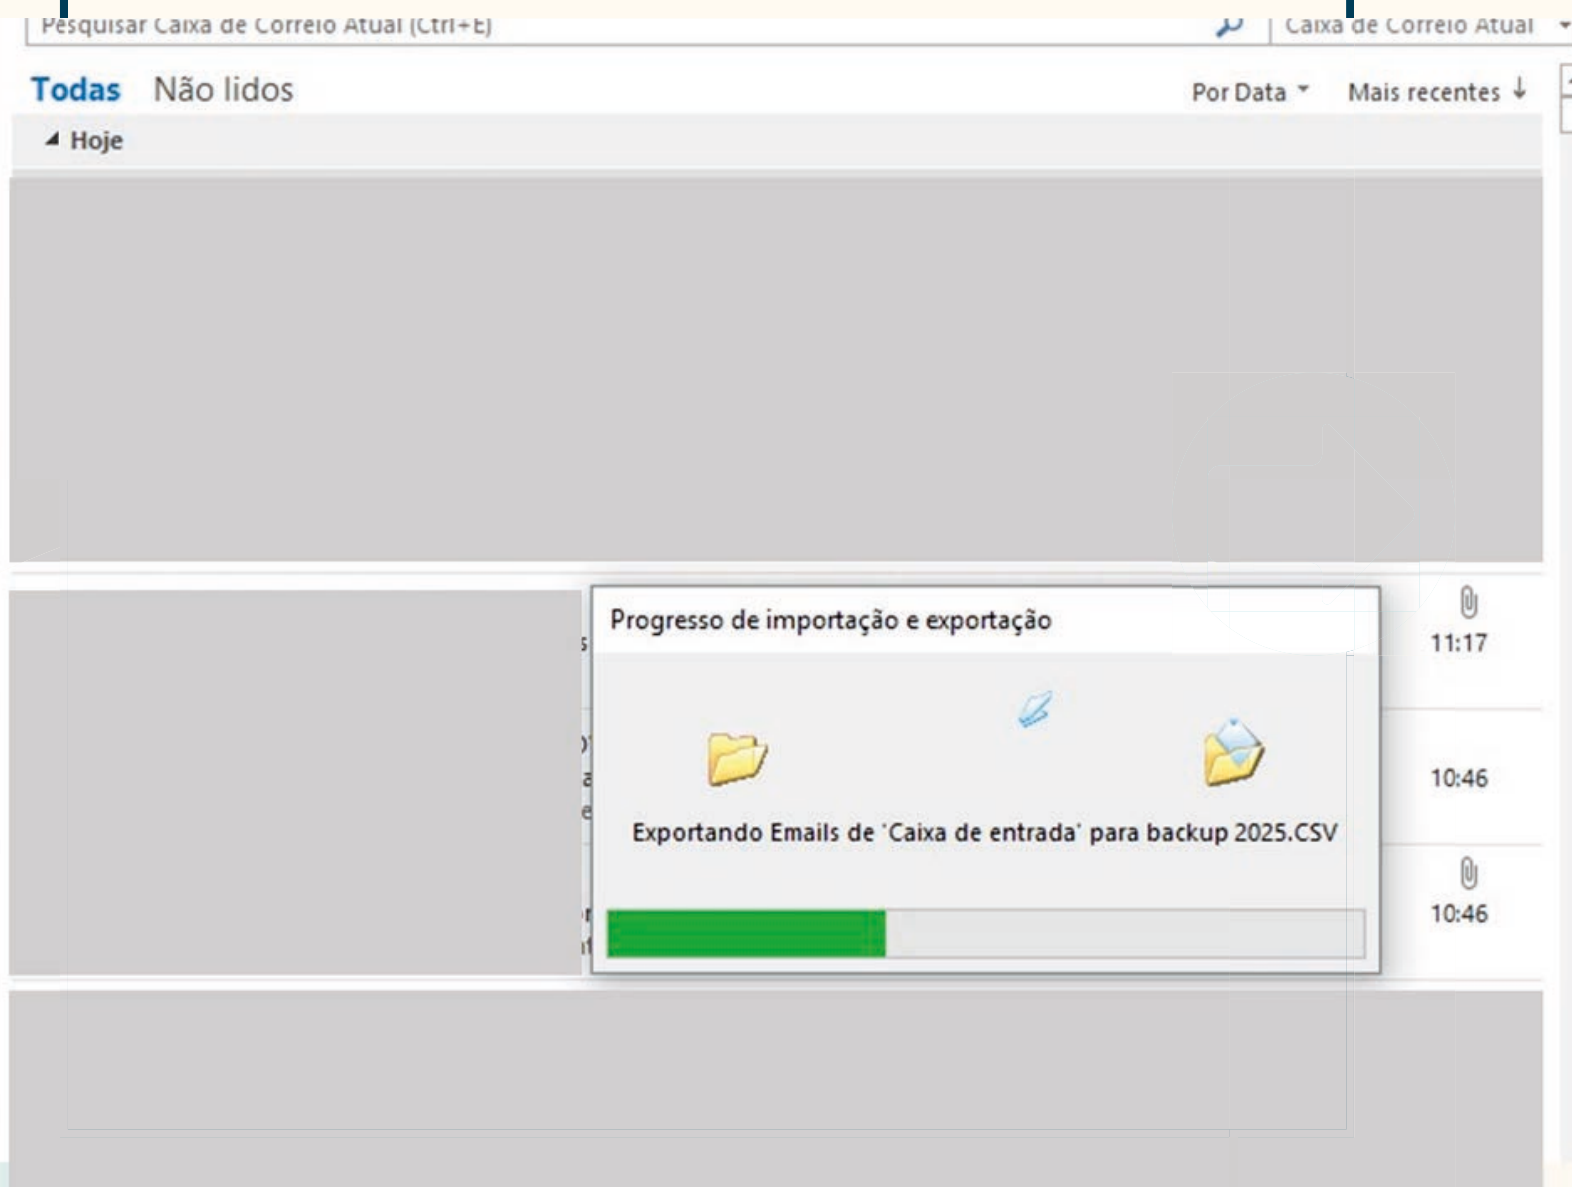 Pesquisar Caixa de Correio Atual (Ctrl+E)
Caixa de Correio Atual
Todas Não lidos
Por Data Mais recentes
Hoje
Progresso de importação e exportação
11:17
Exportando Emails de 'Caixa de entrada' para backup 2025.CSV
10:46
10:46